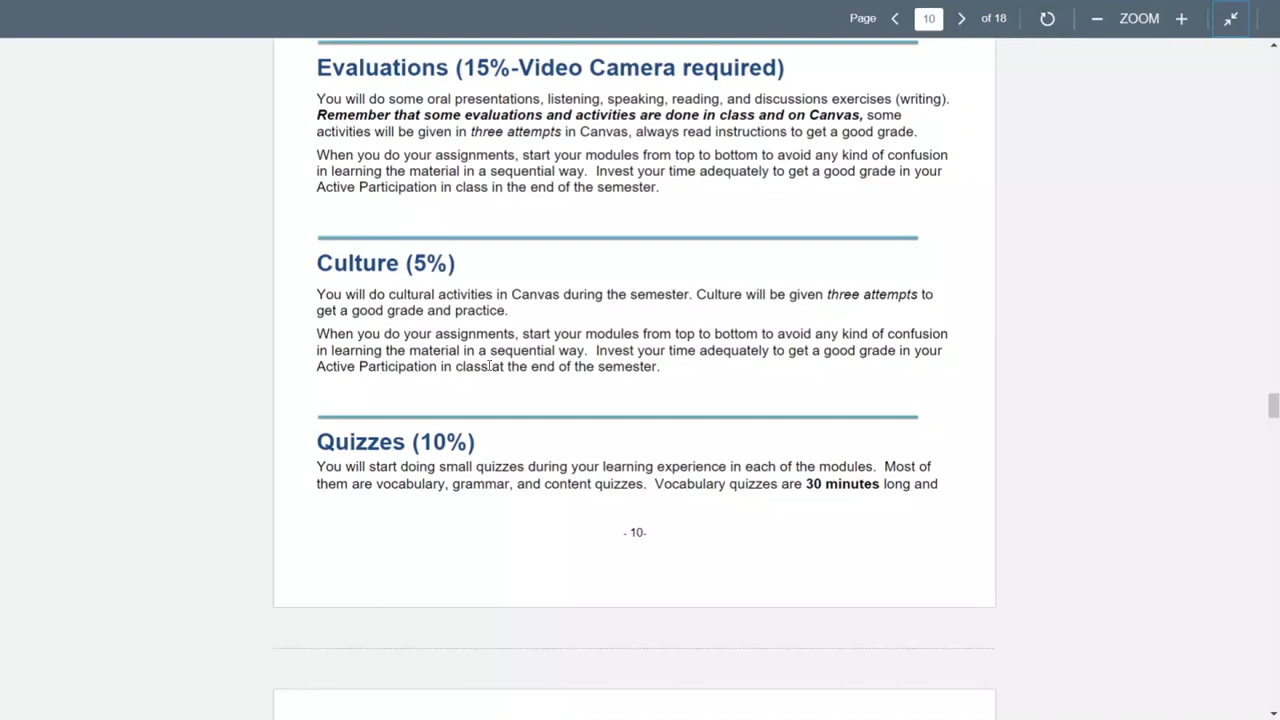 Page 10 of 18 ZOOM
Evaluations (15%-Video Camera required)
You will do some oral presentations, listening, speaking, reading, and discussions exercises (writing).
Remember that some evaluations and activities are done in class and on Canvas, some
activities will be given in three attempts in Canvas, always read instructions to get a good grade.
When you do your assignments, start your modules from top to bottom to avoid any kind of confusion
in learning the material in a sequential way.  Invest your time adequately to get a good grade in your
Active Participation in class in the end of the semester.
Culture (5%)
You will do cultural activities in Canvas during the semester. Culture will be given three attempts to
get a good grade and practice.
When you do your assignments, start your modules from top to bottom to avoid any kind of confusion
in learning the material in a sequential way.  Invest your time adequately to get a good grade in your
Active Participation in class at the end of the semester.
Quizzes (10%)
You will start doing small quizzes during your learning experience in each of the modules.  Most of
them are vocabulary, grammar, and content quizzes.  Vocabulary quizzes are 30 minutes long and
- 10-